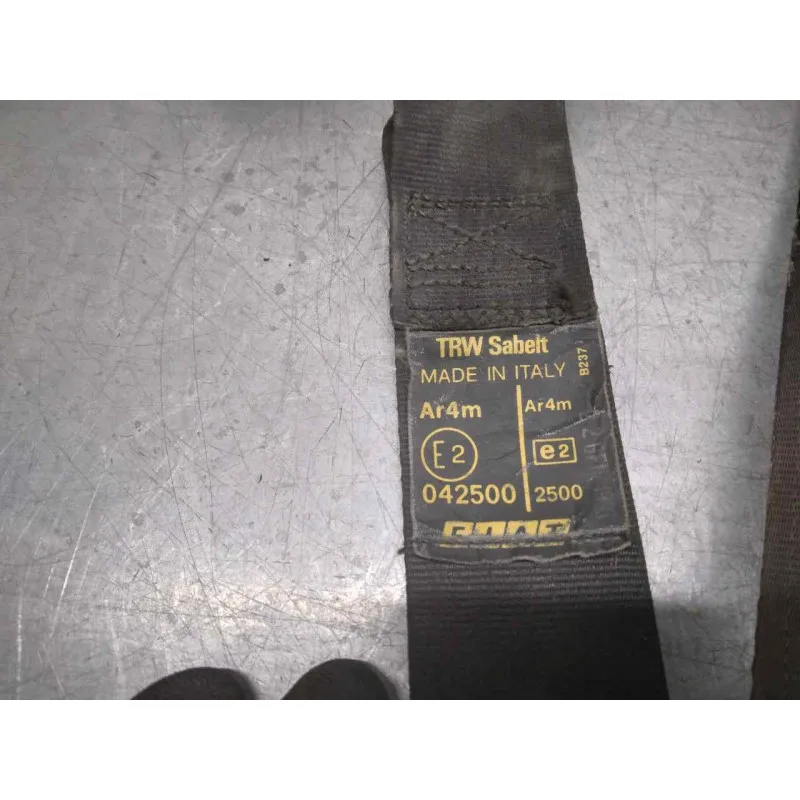 TRW Sabelt
MADE IN ITALY
B237
Ar4m
Ar4m
E2
e2
042500
2500